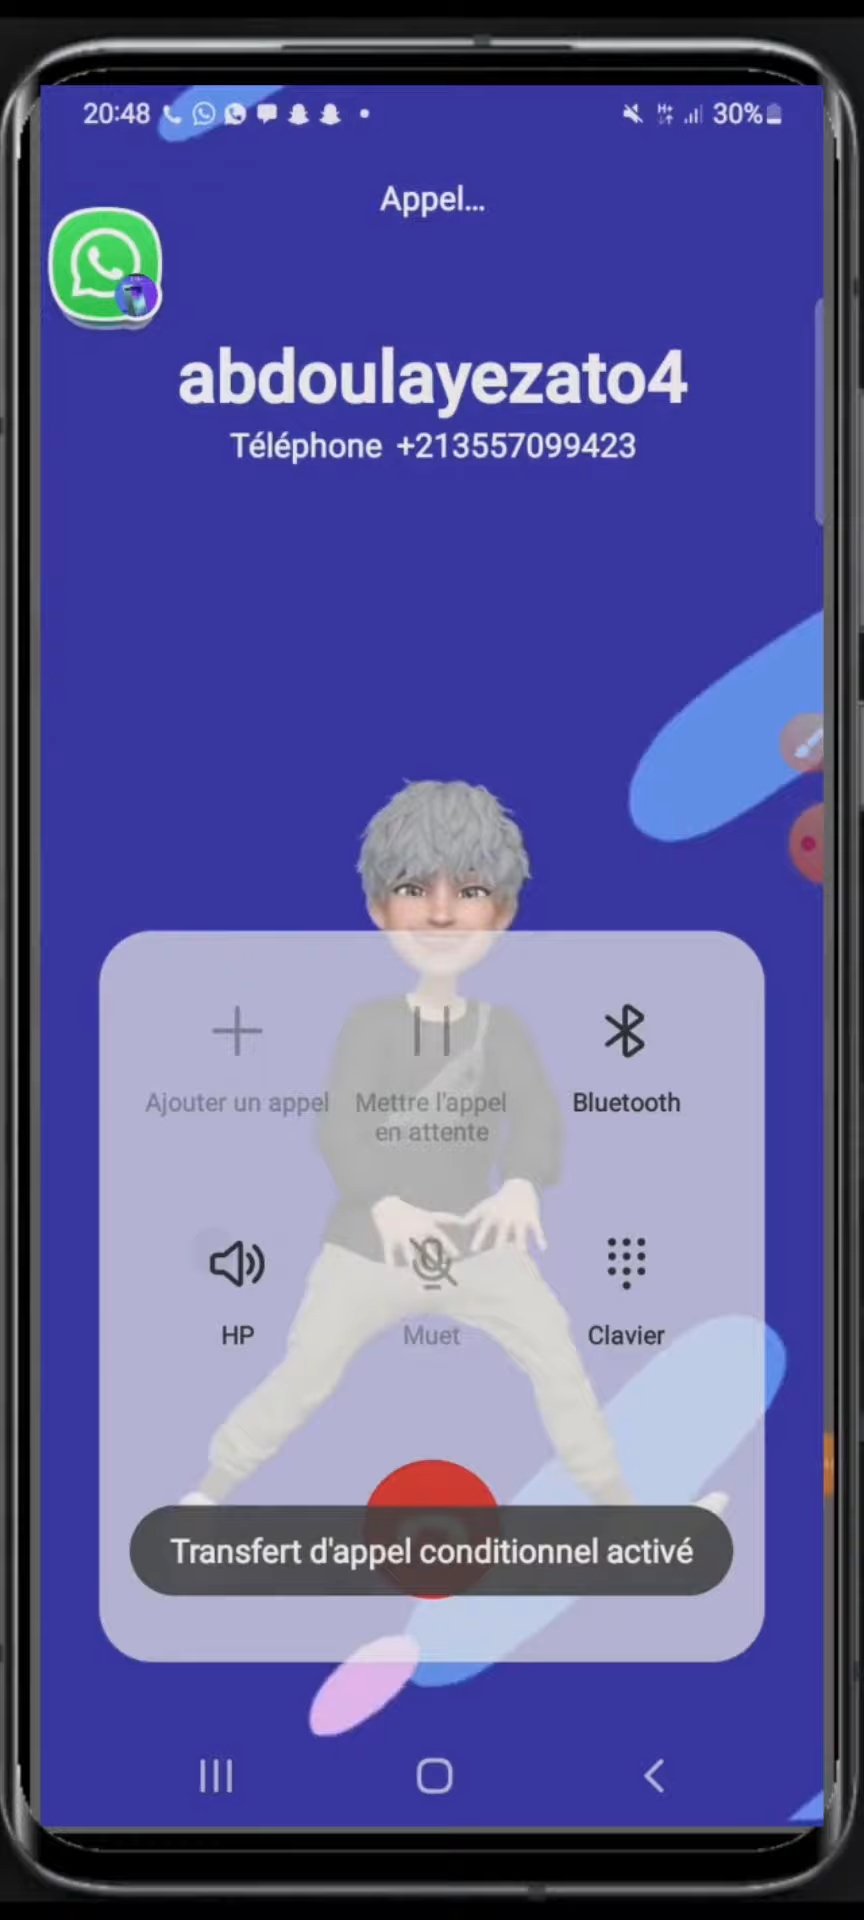 20:48
30%
Appel...
abdoulayezato4
Téléphone +213557099423
Ajouter un appel
Mettre l'appel
en attente
Bluetooth
HP
Muet
Clavier
Transfert d'appel conditionnel activé